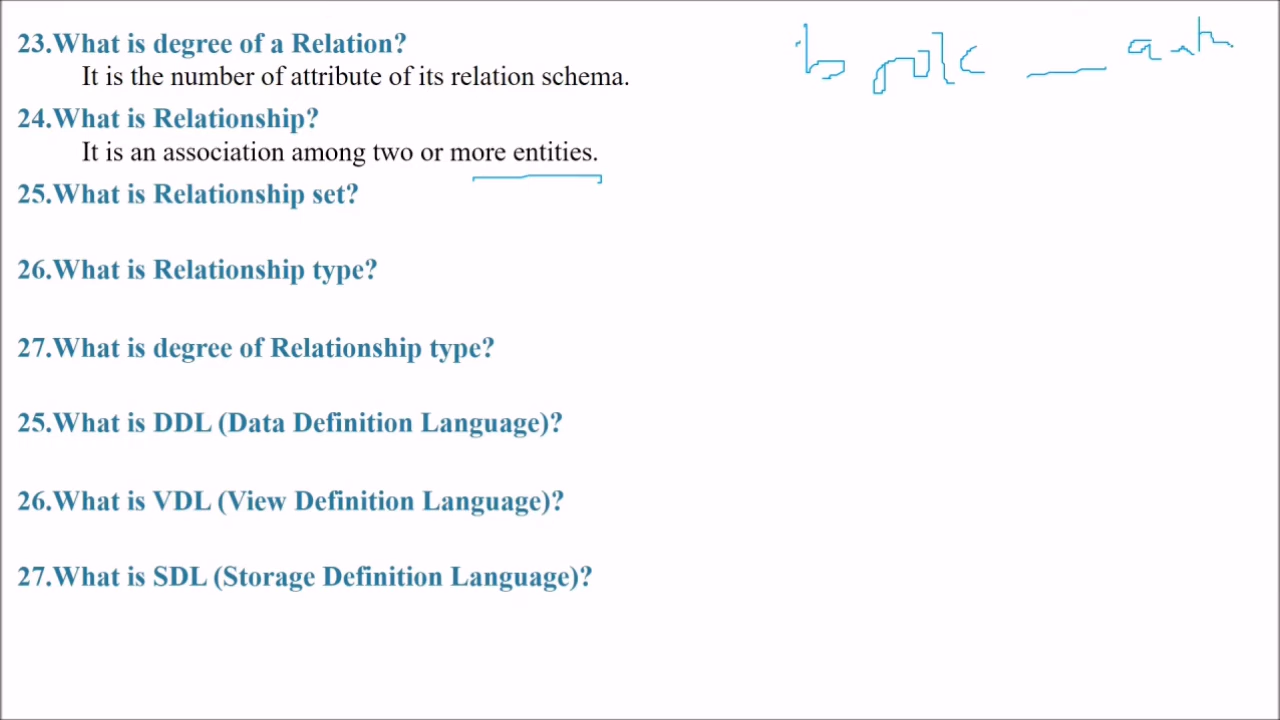 23.What is degree of a Relation?
It is the number of attribute of its relation schema.
24.What is Relationship?
It is an association among two or more entities.
25.What is Relationship set?
26.What is Relationship type?
27.What is degree of Relationship type?
25.What is DDL (Data Definition Language)?
26.What is VDL (View Definition Language)?
27.What is SDL (Storage Definition Language)?